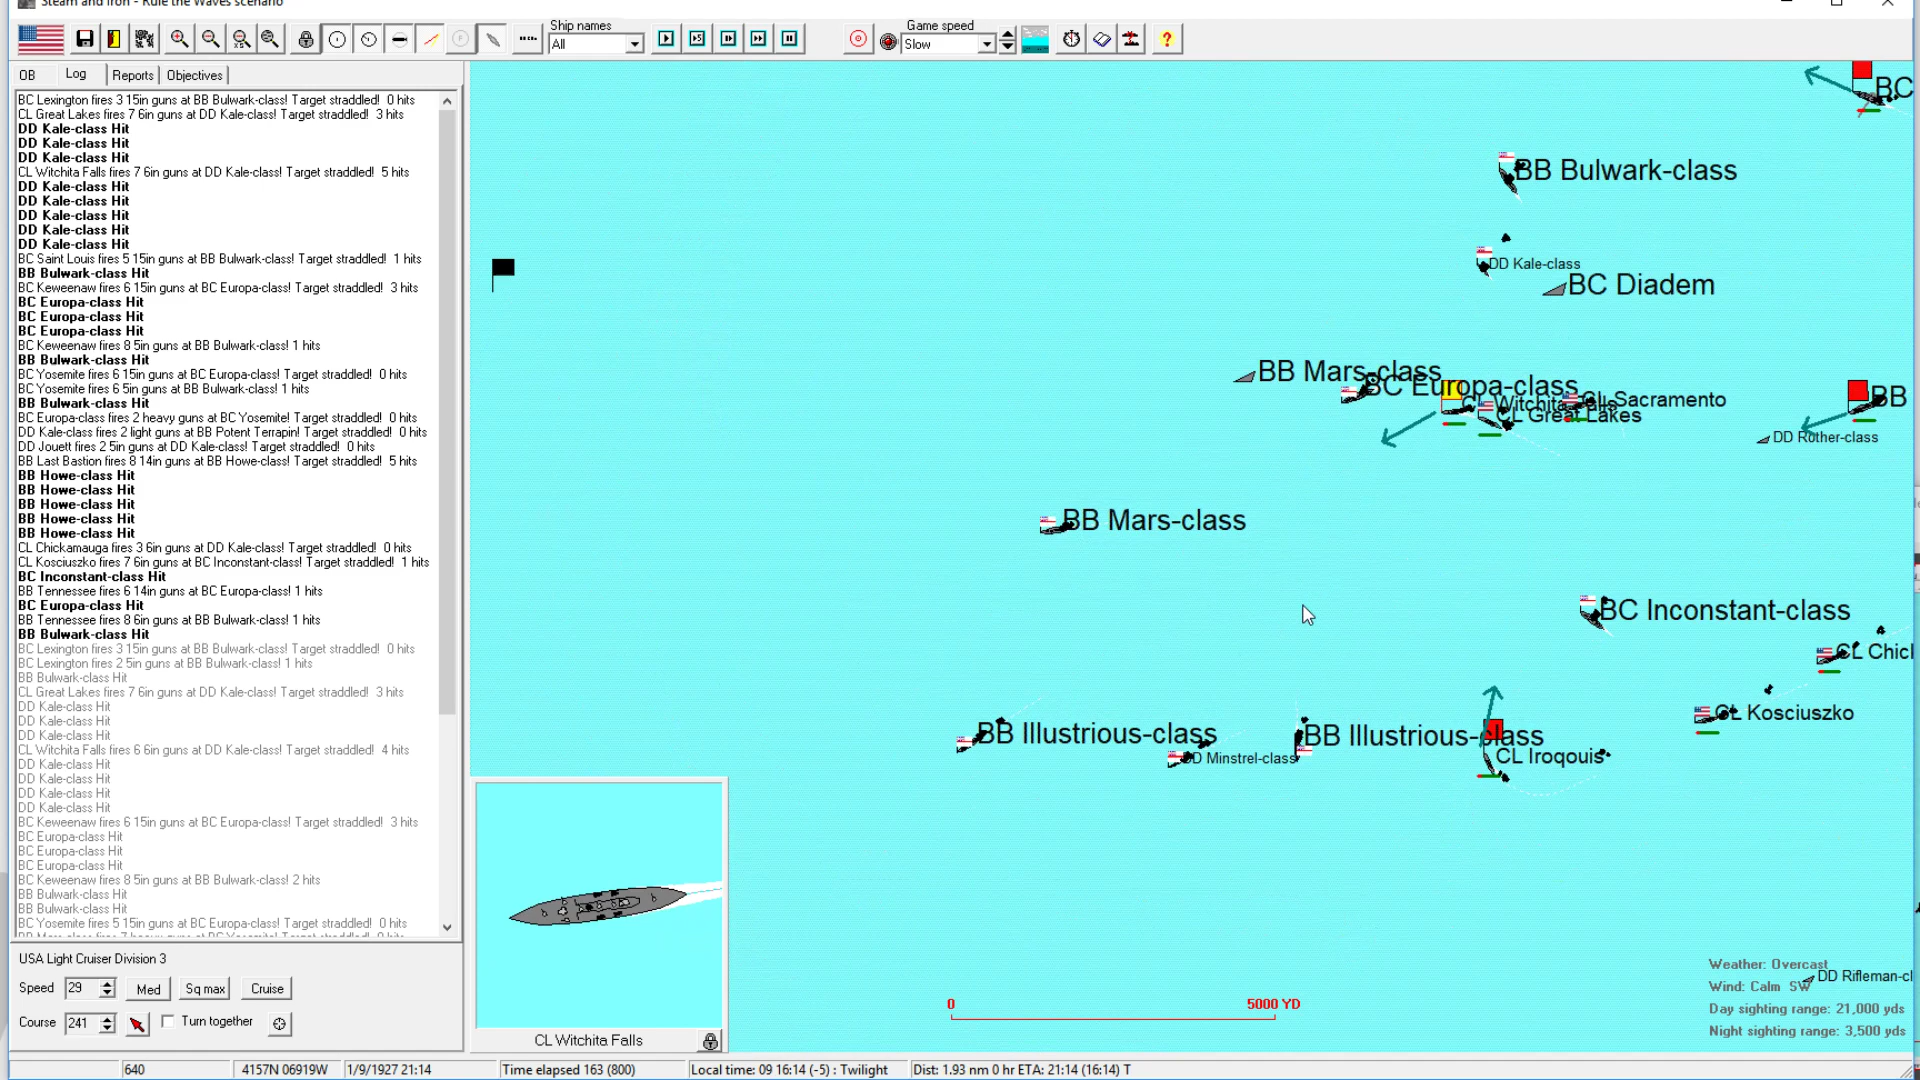 Steam and Iron - Rule the Waves scenario
Ship names
All
Game speed
Slow
OB
Log
Reports
Objectives
BC Lexington fires 3 15in guns at BB Bulwark-class! Target straddled!  0 hits
CL Great Lakes fires 7 6in guns at DD Kale-class! Target straddled!  3 hits
DD Kale-class Hit
DD Kale-class Hit
DD Kale-class Hit
CL Witchita Falls fires 7 6in guns at DD Kale-class! Target straddled!  5 hits
DD Kale-class Hit
DD Kale-class Hit
DD Kale-class Hit
DD Kale-class Hit
DD Kale-class Hit
BC Saint Louis fires 5 15in guns at BB Bulwark-class! Target straddled!  1 hits
BB Bulwark-class Hit
BC Keweenaw fires 6 15in guns at BC Europa-class! Target straddled!  3 hits
BC Europa-class Hit
BC Europa-class Hit
BC Europa-class Hit
BC Keweenaw fires 8 5in guns at BB Bulwark-class! 1 hits
BB Bulwark-class Hit
BC Yosemite fires 6 15in guns at BC Europa-class! Target straddled!  0 hits
BC Yosemite fires 6 5in guns at BB Bulwark-class! 1 hits
BB Bulwark-class Hit
BC Europa-class fires 2 heavy guns at BC Yosemite! Target straddled!  0 hits
DD Kale-class fires 2 light guns at BB Potent Terrapin! Target straddled!  0 hits
DD Jouett fires 2 5in guns at DD Kale-class! Target straddled!  0 hits
BB Last Bastion fires 8 14in guns at BB Howe-class! Target straddled!  5 hits
BB Howe-class Hit
BB Howe-class Hit
BB Howe-class Hit
BB Howe-class Hit
BB Howe-class Hit
CL Chickamauga fires 3 6in guns at DD Kale-class! Target straddled!  0 hits
CL Kosciuszko fires 7 6in guns at BC Inconstant-class! Target straddled!  1 hits
BC Inconstant-class Hit
BB Tennessee fires 6 14in guns at BC Europa-class! 1 hits
BC Europa-class Hit
BB Tennessee fires 8 6in guns at BB Bulwark-class! 1 hits
BB Bulwark-class Hit
BC Lexington fires 3 15in guns at BB Bulwark-class! Target straddled!  0 hits
BC Lexington fires 2 5in guns at BB Bulwark-class! 1 hits
BB Bulwark-class Hit
CL Great Lakes fires 7 6in guns at DD Kale-class! Target straddled!  3 hits
DD Kale-class Hit
DD Kale-class Hit
DD Kale-class Hit
CL Witchita Falls fires 6 6in guns at DD Kale-class! Target straddled!  4 hits
DD Kale-class Hit
DD Kale-class Hit
DD Kale-class Hit
DD Kale-class Hit
BC Keweenaw fires 6 15in guns at BC Europa-class! Target straddled!  3 hits
BC Europa-class Hit
BC Europa-class Hit
BC Europa-class Hit
BC Keweenaw fires 8 5in guns at BB Bulwark-class! 2 hits
BB Bulwark-class Hit
BB Bulwark-class Hit
BC Yosemite fires 5 15in guns at BC Europa-class! Target straddled!  0 hits
BB Mars-class fires 7 heavy guns at BC Yosemite! Target straddled!  0 hits
USA Light Cruiser Division 3
Speed 29 Med Sq max Cruise
Course 241 Turn together
BC
BB Bulwark-class
DD Kale-class
BC Diadem
BB Mars-class
BC Europa-class
CL Witchita Falls
CL Sacramento
CL Great Lakes
BB
DD Rother-class
BB Mars-class
BC Inconstant-class
CL Chic
CL Kosciuszko
BB Illustrious-class
BB Illustrious-class
DD Minstrel-class
CL Iroqouis
CL Witchita Falls
0 5000 YD
Weather: Overcast
DD Rifleman-cl
Wind: Calm  SW
Day sighting range: 21,000 yds
Night sighting range: 3,500 yds
640
4157N 06919W
1/9/1927 21:14
Time elapsed 163 (800)
Local time: 09 16:14 (-5) : Twilight
Dist: 1.93 nm 0 hr ETA: 21:14 (16:14) T